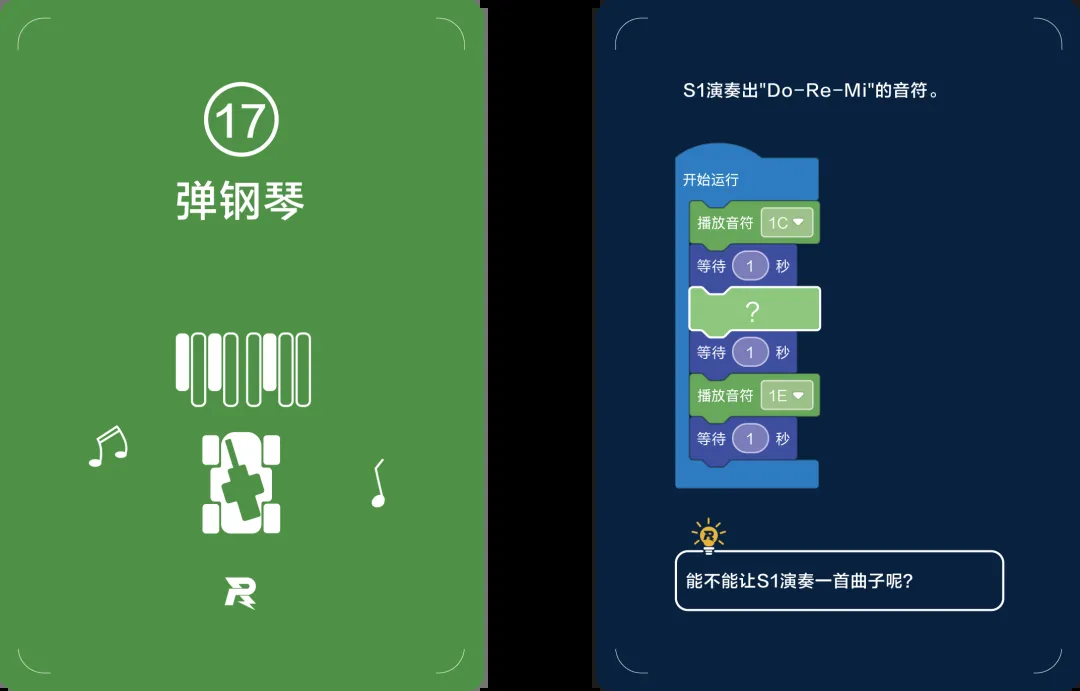 17
弹钢琴
S1演奏出"Do-Re-Mi"的音符。
开始运行
播放音符 1C
等待 1 秒
?
等待 1 秒
播放音符 1E
等待 1 秒
能不能让S1演奏一首曲子呢?